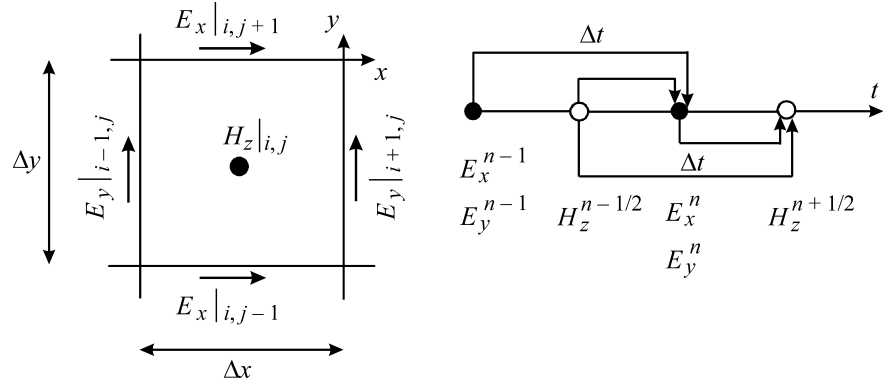 E_x|_{i, j + 1}
y
x
Δy
E_y|_{i − 1, j}
H_z|_{i, j}
E_y|_{i + 1, j}
E_x|_{i, j − 1}
Δx
Δt
t
Δt
E_x^{n − 1}
E_y^{n − 1}
H_z^{n − 1/2}
E_x^n
E_y^n
H_z^{n + 1/2}